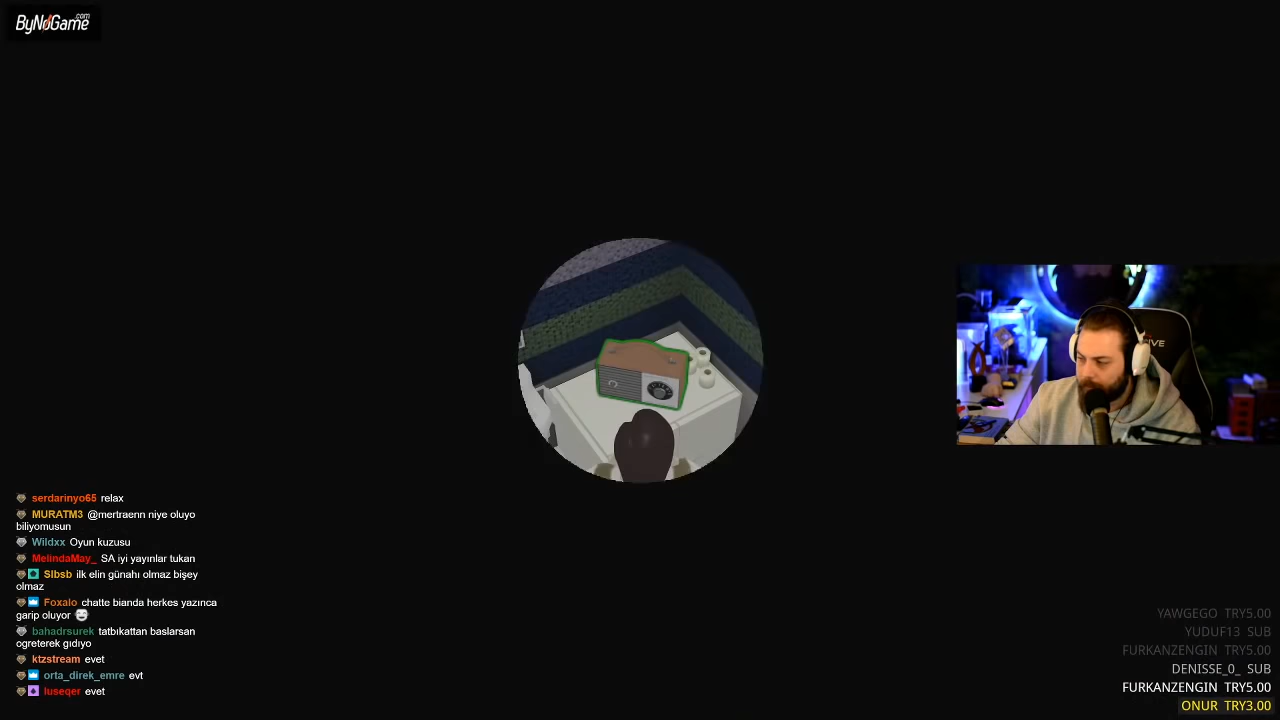 ByNoGame.com
serdarinyo65 relax
MURATM3 @mertraenn niye oluyo
biliyomusun
Wildxx Oyun kuzusu
MelindaMay_ SA iyi yayınlar tukan
Slbsb ilk elin günahı olmaz bişey
olmaz
Foxalo chatte bianda herkes yazınca
garip oluyor
bahadrsurek tatbıkattan baslarsan
ogreterek gıdıyo
ktzstream evet
orta_direk_emre evt
luseqer evet
YAWGEGO TRY5.00
YUDUF13 SUB
FURKANZENGIN TRY5.00
DENISSE_0_ SUB
FURKANZENGIN TRY5.00
ONUR TRY3.00